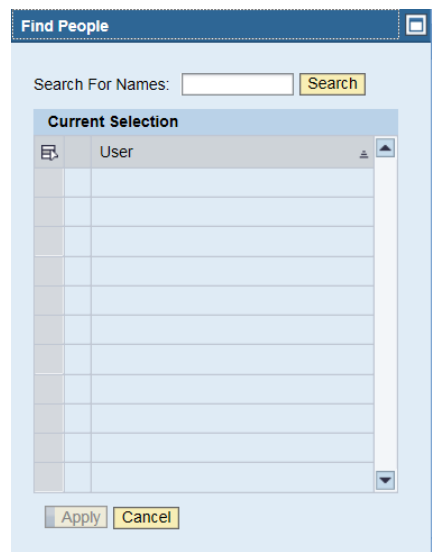 Find People
Search For Names: Search
Current Selection
User
Apply Cancel